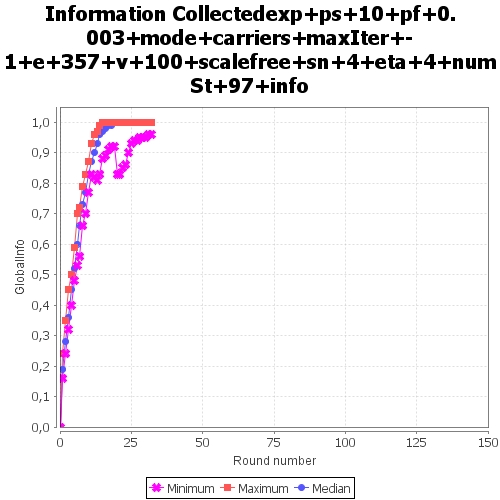 Information Collectedexp+ps+10+pf+0.
003+mode+carriers+maxIter+-
1+e+357+v+100+scalefree+sn+4+eta+4+num
St+97+info
1,0
0,9
0,8
0,7
0,6
0,5
0,4
0,3
0,2
0,1
0,0
GlobalInfo
0 25 50 75 100 125 150
Round number
Minimum Maximum Median